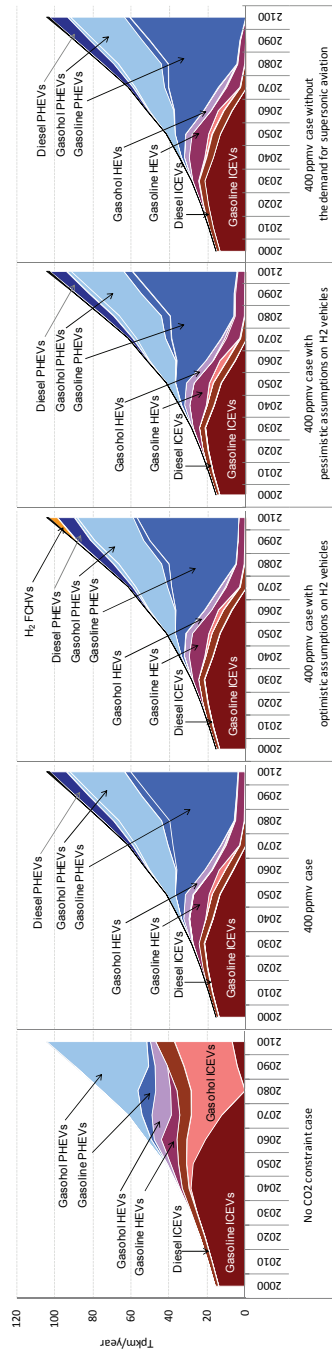 Tpkm/year
120
100
80
60
40
20
0
Gasohol PHEVs
Gasoline PHEVs
Gasohol HEVs
Gasoline HEVs
Diesel ICEVs
Gasoline ICEVs
Gasohol ICEVs
2000
2010
2020
2030
2040
2050
2060
2070
2080
2090
2100
No CO2 constraint case
Diesel PHEVs
Gasohol PHEVs
Gasoline PHEVs
Gasohol HEVs
Gasoline HEVs
Diesel ICEVs
Gasoline ICEVs
2000
2010
2020
2030
2040
2050
2060
2070
2080
2090
2100
400 ppmv case
H2 FCHVs
Diesel PHEVs
Gasohol PHEVs
Gasoline PHEVs
Gasohol HEVs
Gasoline HEVs
Diesel ICEVs
Gasoline ICEVs
2000
2010
2020
2030
2040
2050
2060
2070
2080
2090
2100
400 ppmv case with
optimistic assumptions on H2 vehicles
Diesel PHEVs
Gasohol PHEVs
Gasoline PHEVs
Gasohol HEVs
Gasoline HEVs
Diesel ICEVs
Gasoline ICEVs
2000
2010
2020
2030
2040
2050
2060
2070
2080
2090
2100
400 ppmv case with
pessimistic assumptions on H2 vehicles
Diesel PHEVs
Gasohol PHEVs
Gasoline PHEVs
Gasohol HEVs
Gasoline HEVs
Diesel ICEVs
Gasoline ICEVs
2000
2010
2020
2030
2040
2050
2060
2070
2080
2090
2100
400 ppmv case without
the demand for supersonic aviation